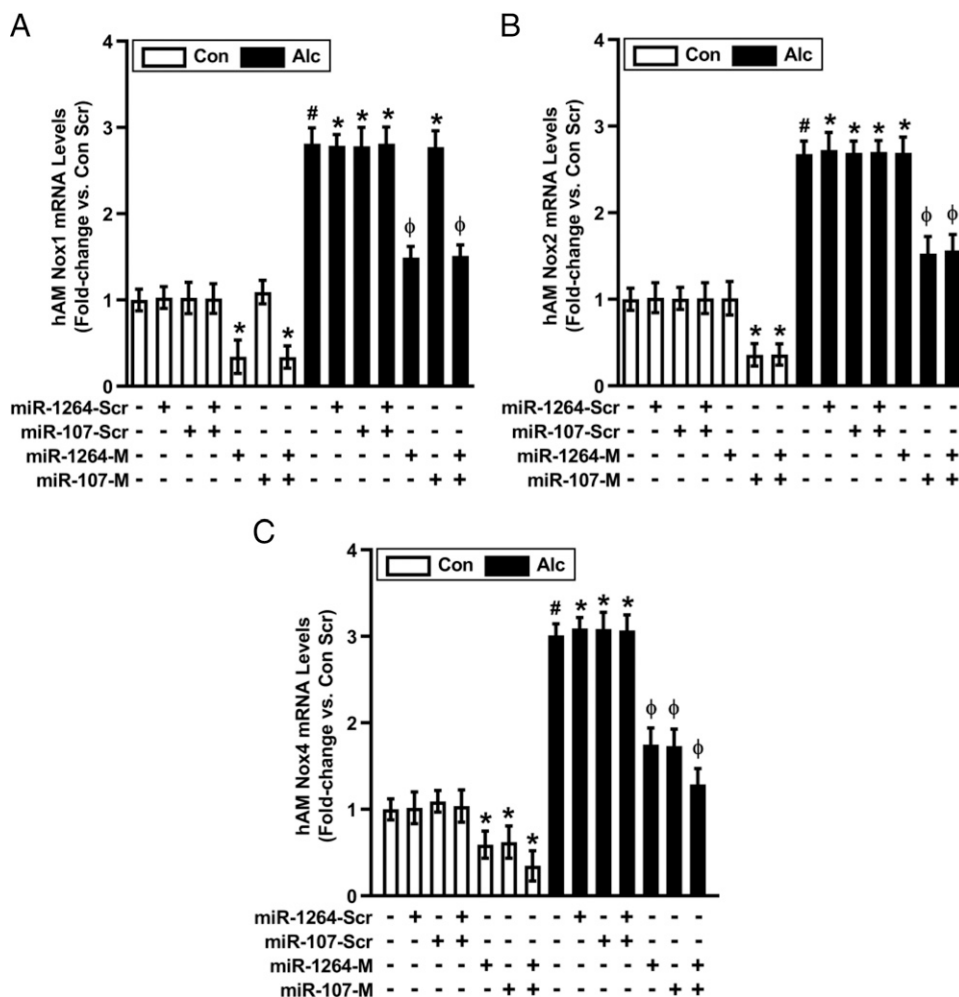 A
4
3
2
1
0
hAM Nox1 mRNA Levels
(Fold-change vs. Con Scr)
Con Alc
# * * * ϕ * ϕ
* *
miR-1264-Scr - + - + - - - - + - + - - -
miR-107-Scr - - + + - - - - - + + - - -
miR-1264-M - - - - + - + - - - - + - +
miR-107-M - - - - - + + - - - - - + +
B
4
3
2
1
0
hAM Nox2 mRNA Levels
(Fold-change vs. Con Scr)
Con Alc
# * * * * ϕ ϕ
* *
miR-1264-Scr - + - + - - - - + - + - - -
miR-107-Scr - - + + - - - - - + + - - -
miR-1264-M - - - - + - + - - - - + - +
miR-107-M - - - - - + + - - - - - + +
C
4
3
2
1
0
hAM Nox4 mRNA Levels
(Fold-change vs. Con Scr)
Con Alc
# * * * ϕ ϕ ϕ
* * *
miR-1264-Scr - + - + - - - - + - + - - -
miR-107-Scr - - + + - - - - - + + - - -
miR-1264-M - - - - + - + - - - - + - +
miR-107-M - - - - - + + - - - - - + +